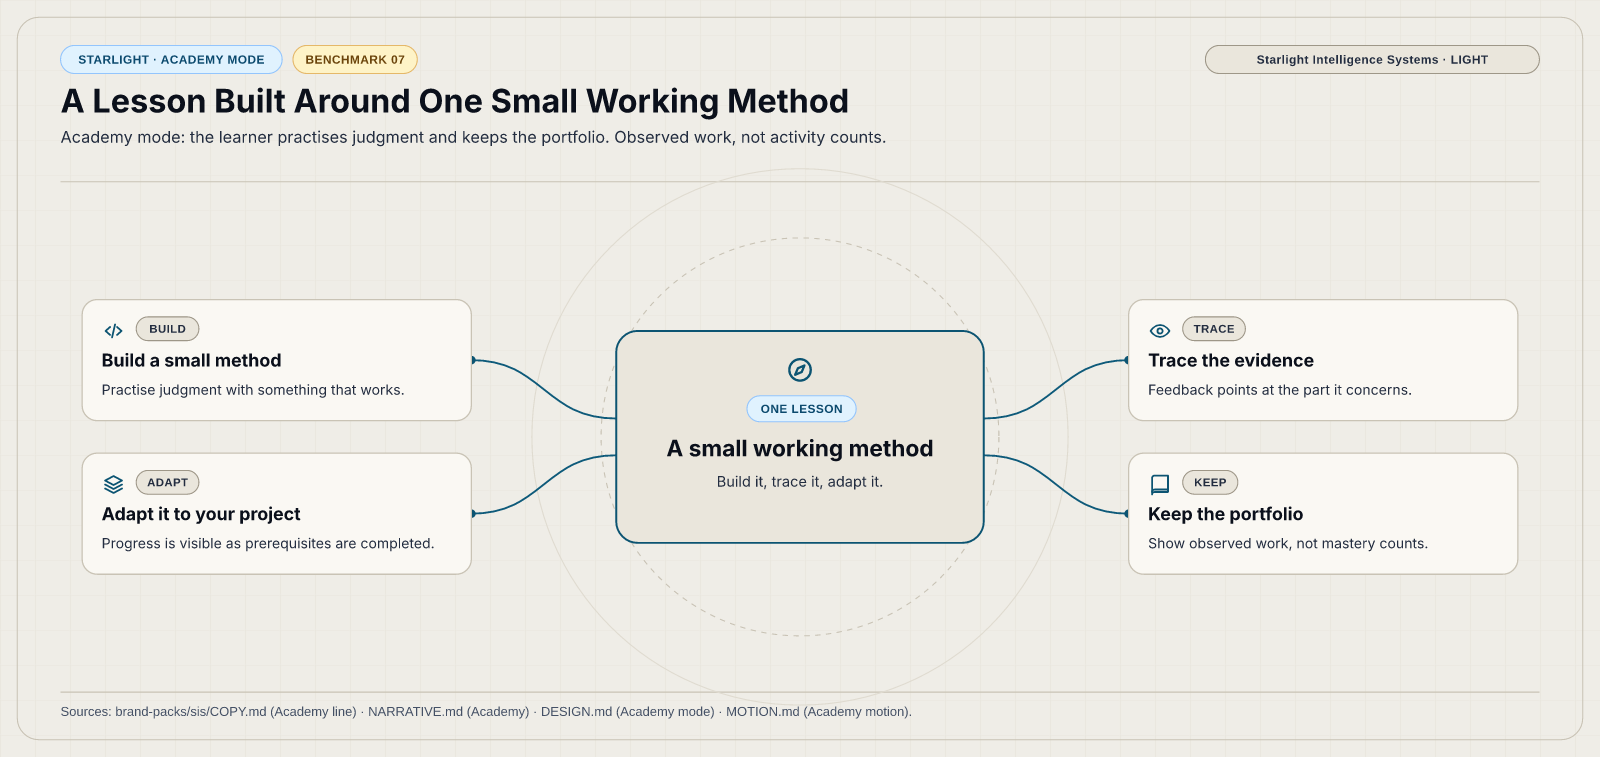 STARLIGHT · ACADEMY MODE
BENCHMARK 07
Starlight Intelligence Systems · LIGHT
A Lesson Built Around One Small Working Method
Academy mode: the learner practises judgment and keeps the portfolio. Observed work, not activity counts.
BUILD
Build a small method
Practise judgment with something that works.
ADAPT
Adapt it to your project
Progress is visible as prerequisites are completed.
ONE LESSON
A small working method
Build it, trace it, adapt it.
TRACE
Trace the evidence
Feedback points at the part it concerns.
KEEP
Keep the portfolio
Show observed work, not mastery counts.
Sources: brand-packs/sis/COPY.md (Academy line) · NARRATIVE.md (Academy) · DESIGN.md (Academy mode) · MOTION.md (Academy motion).